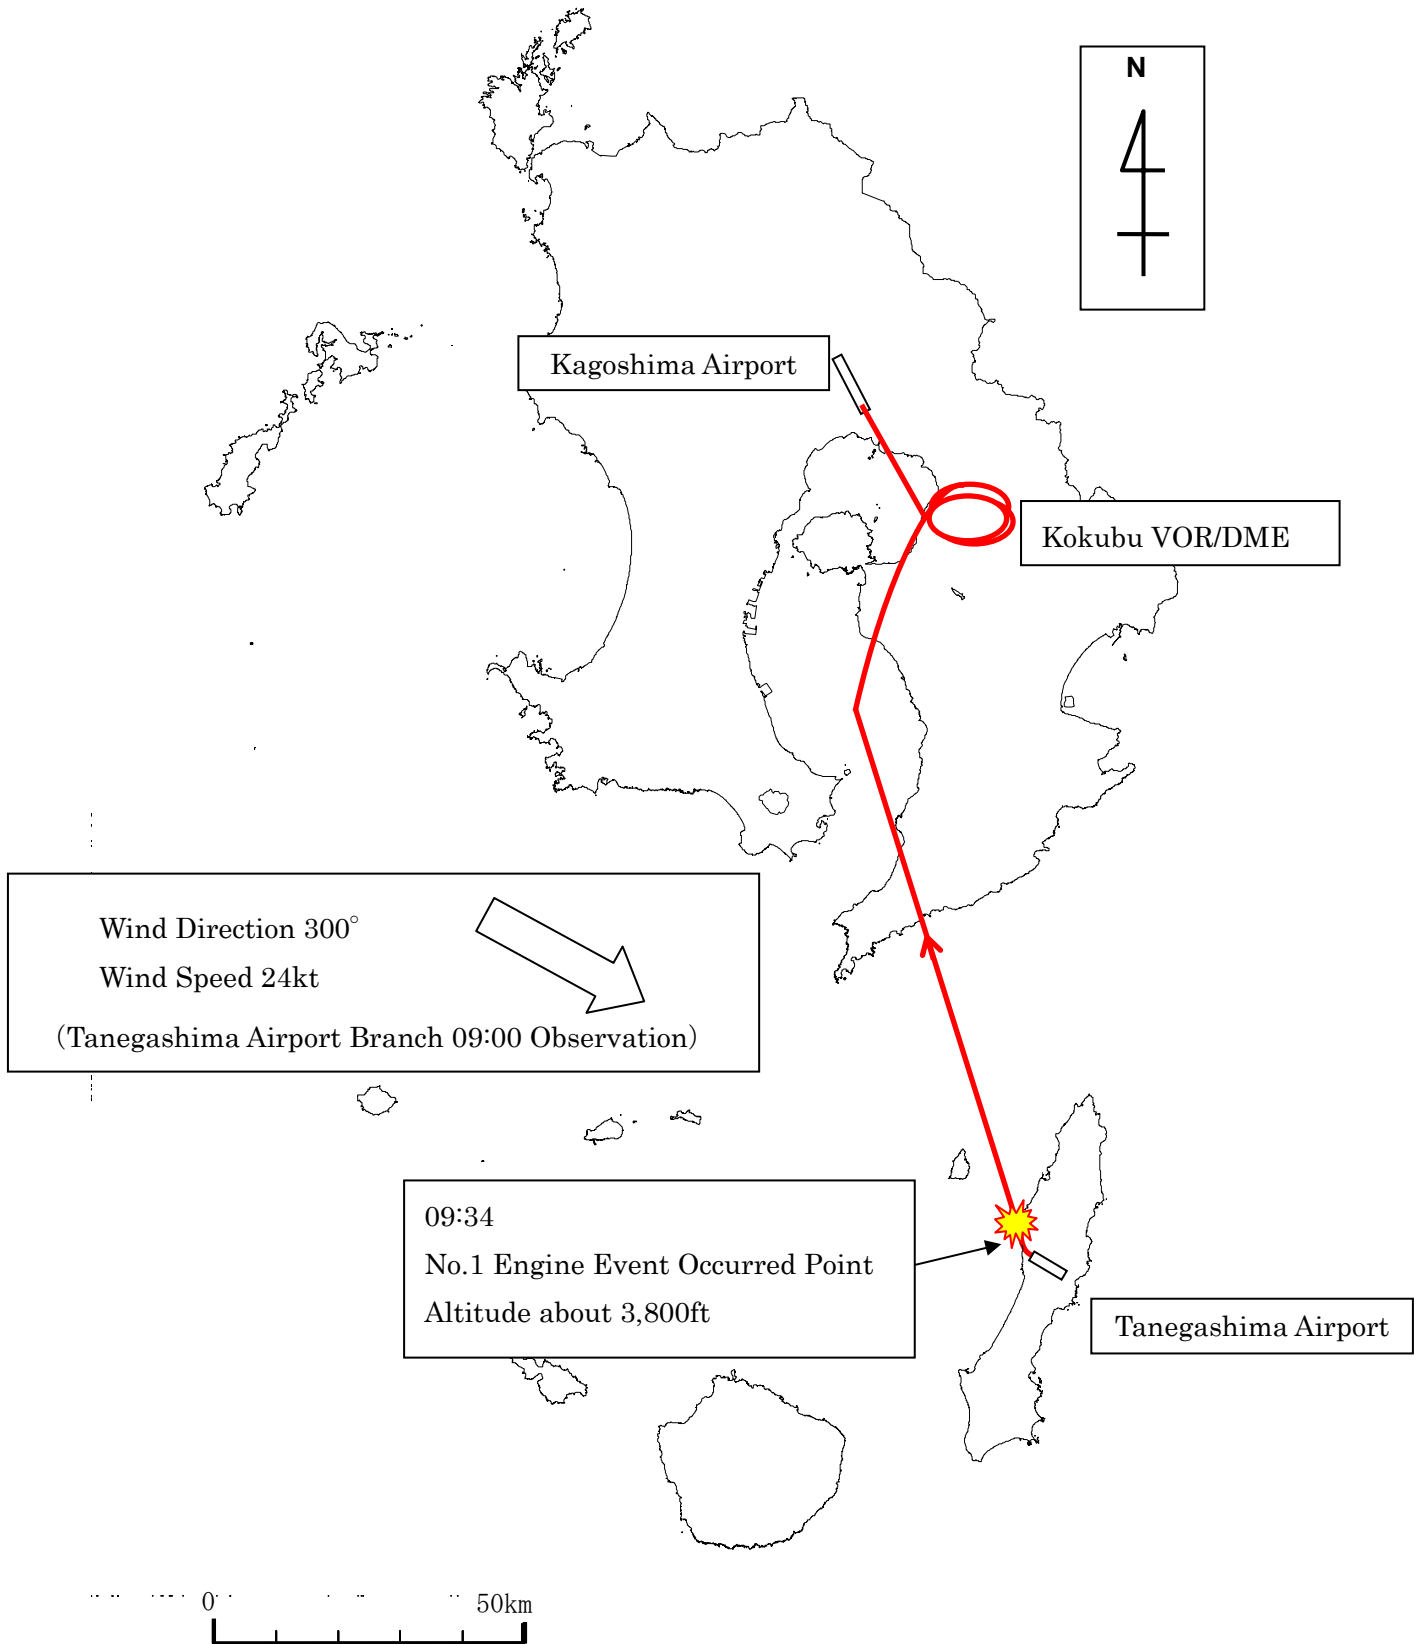 N
Kagoshima Airport
Kokubu VOR/DME
Wind Direction 300°
Wind Speed 24kt
(Tanegashima Airport Branch 09:00 Observation)
09:34
No.1 Engine Event Occurred Point
Altitude about 3,800ft
Tanegashima Airport
0 50km